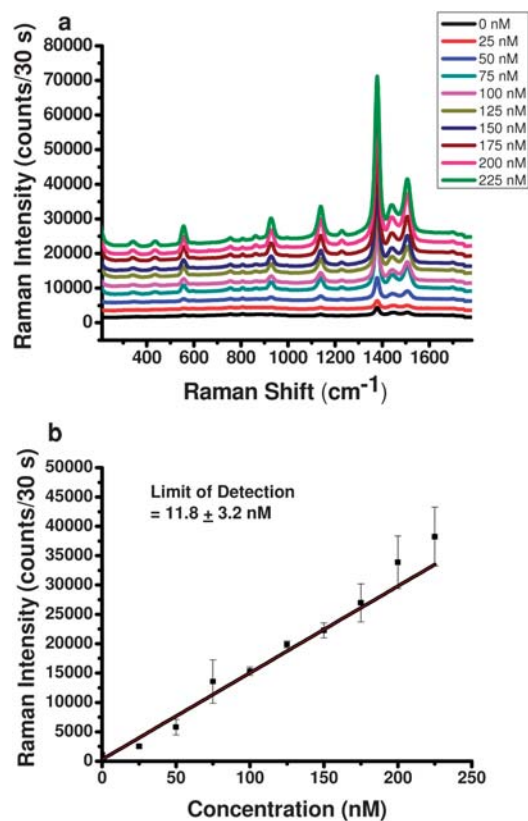 a
Raman Intensity (counts/30 s)
80000
70000
60000
50000
40000
30000
20000
10000
0
400 600 800 1000 1200 1400 1600
Raman Shift (cm⁻¹)
0 nM
25 nM
50 nM
75 nM
100 nM
125 nM
150 nM
175 nM
200 nM
225 nM
b
Raman Intensity (counts/30 s)
50000
45000
40000
35000
30000
25000
20000
15000
10000
5000
0
Limit of Detection
= 11.8 ± 3.2 nM
0 50 100 150 200 250
Concentration (nM)